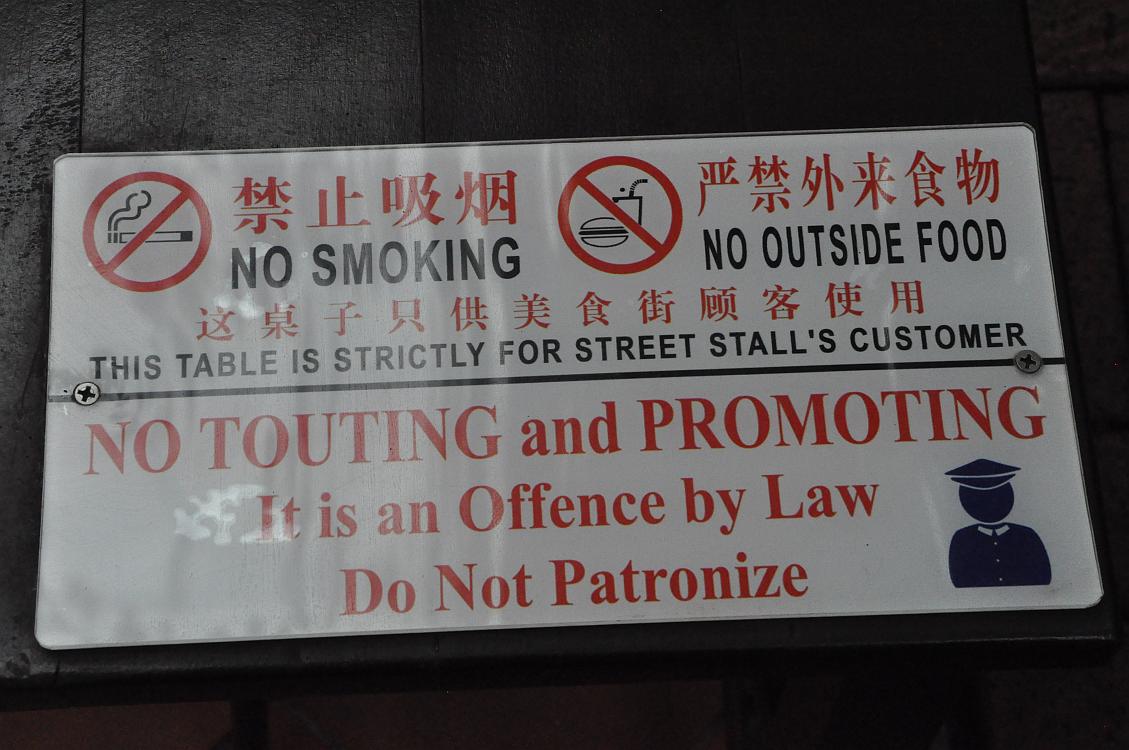 禁止吸烟
NO SMOKING
严禁外来食物
NO OUTSIDE FOOD
这桌子只供美食街顾客使用
THIS TABLE IS STRICTLY FOR STREET STALL'S CUSTOMER
NO TOUTING and PROMOTING
It is an Offence by Law
Do Not Patronize